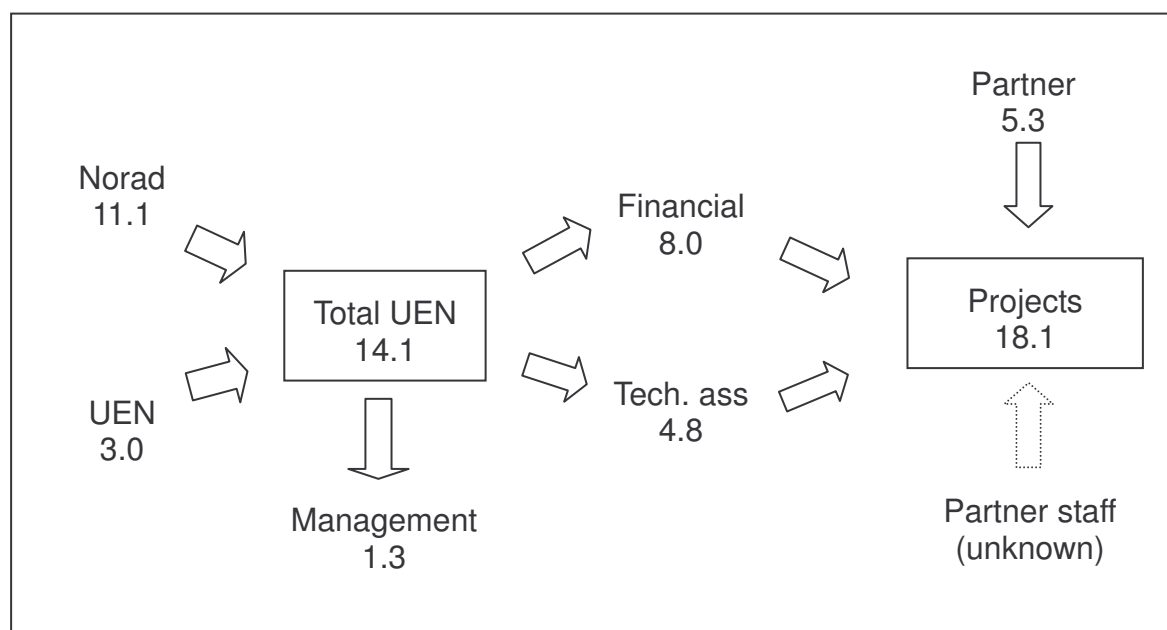 Partner
5.3
Norad
11.1
Financial
8.0
Total UEN
14.1
Projects
18.1
UEN
3.0
Tech. ass
4.8
Management
1.3
Partner staff
(unknown)